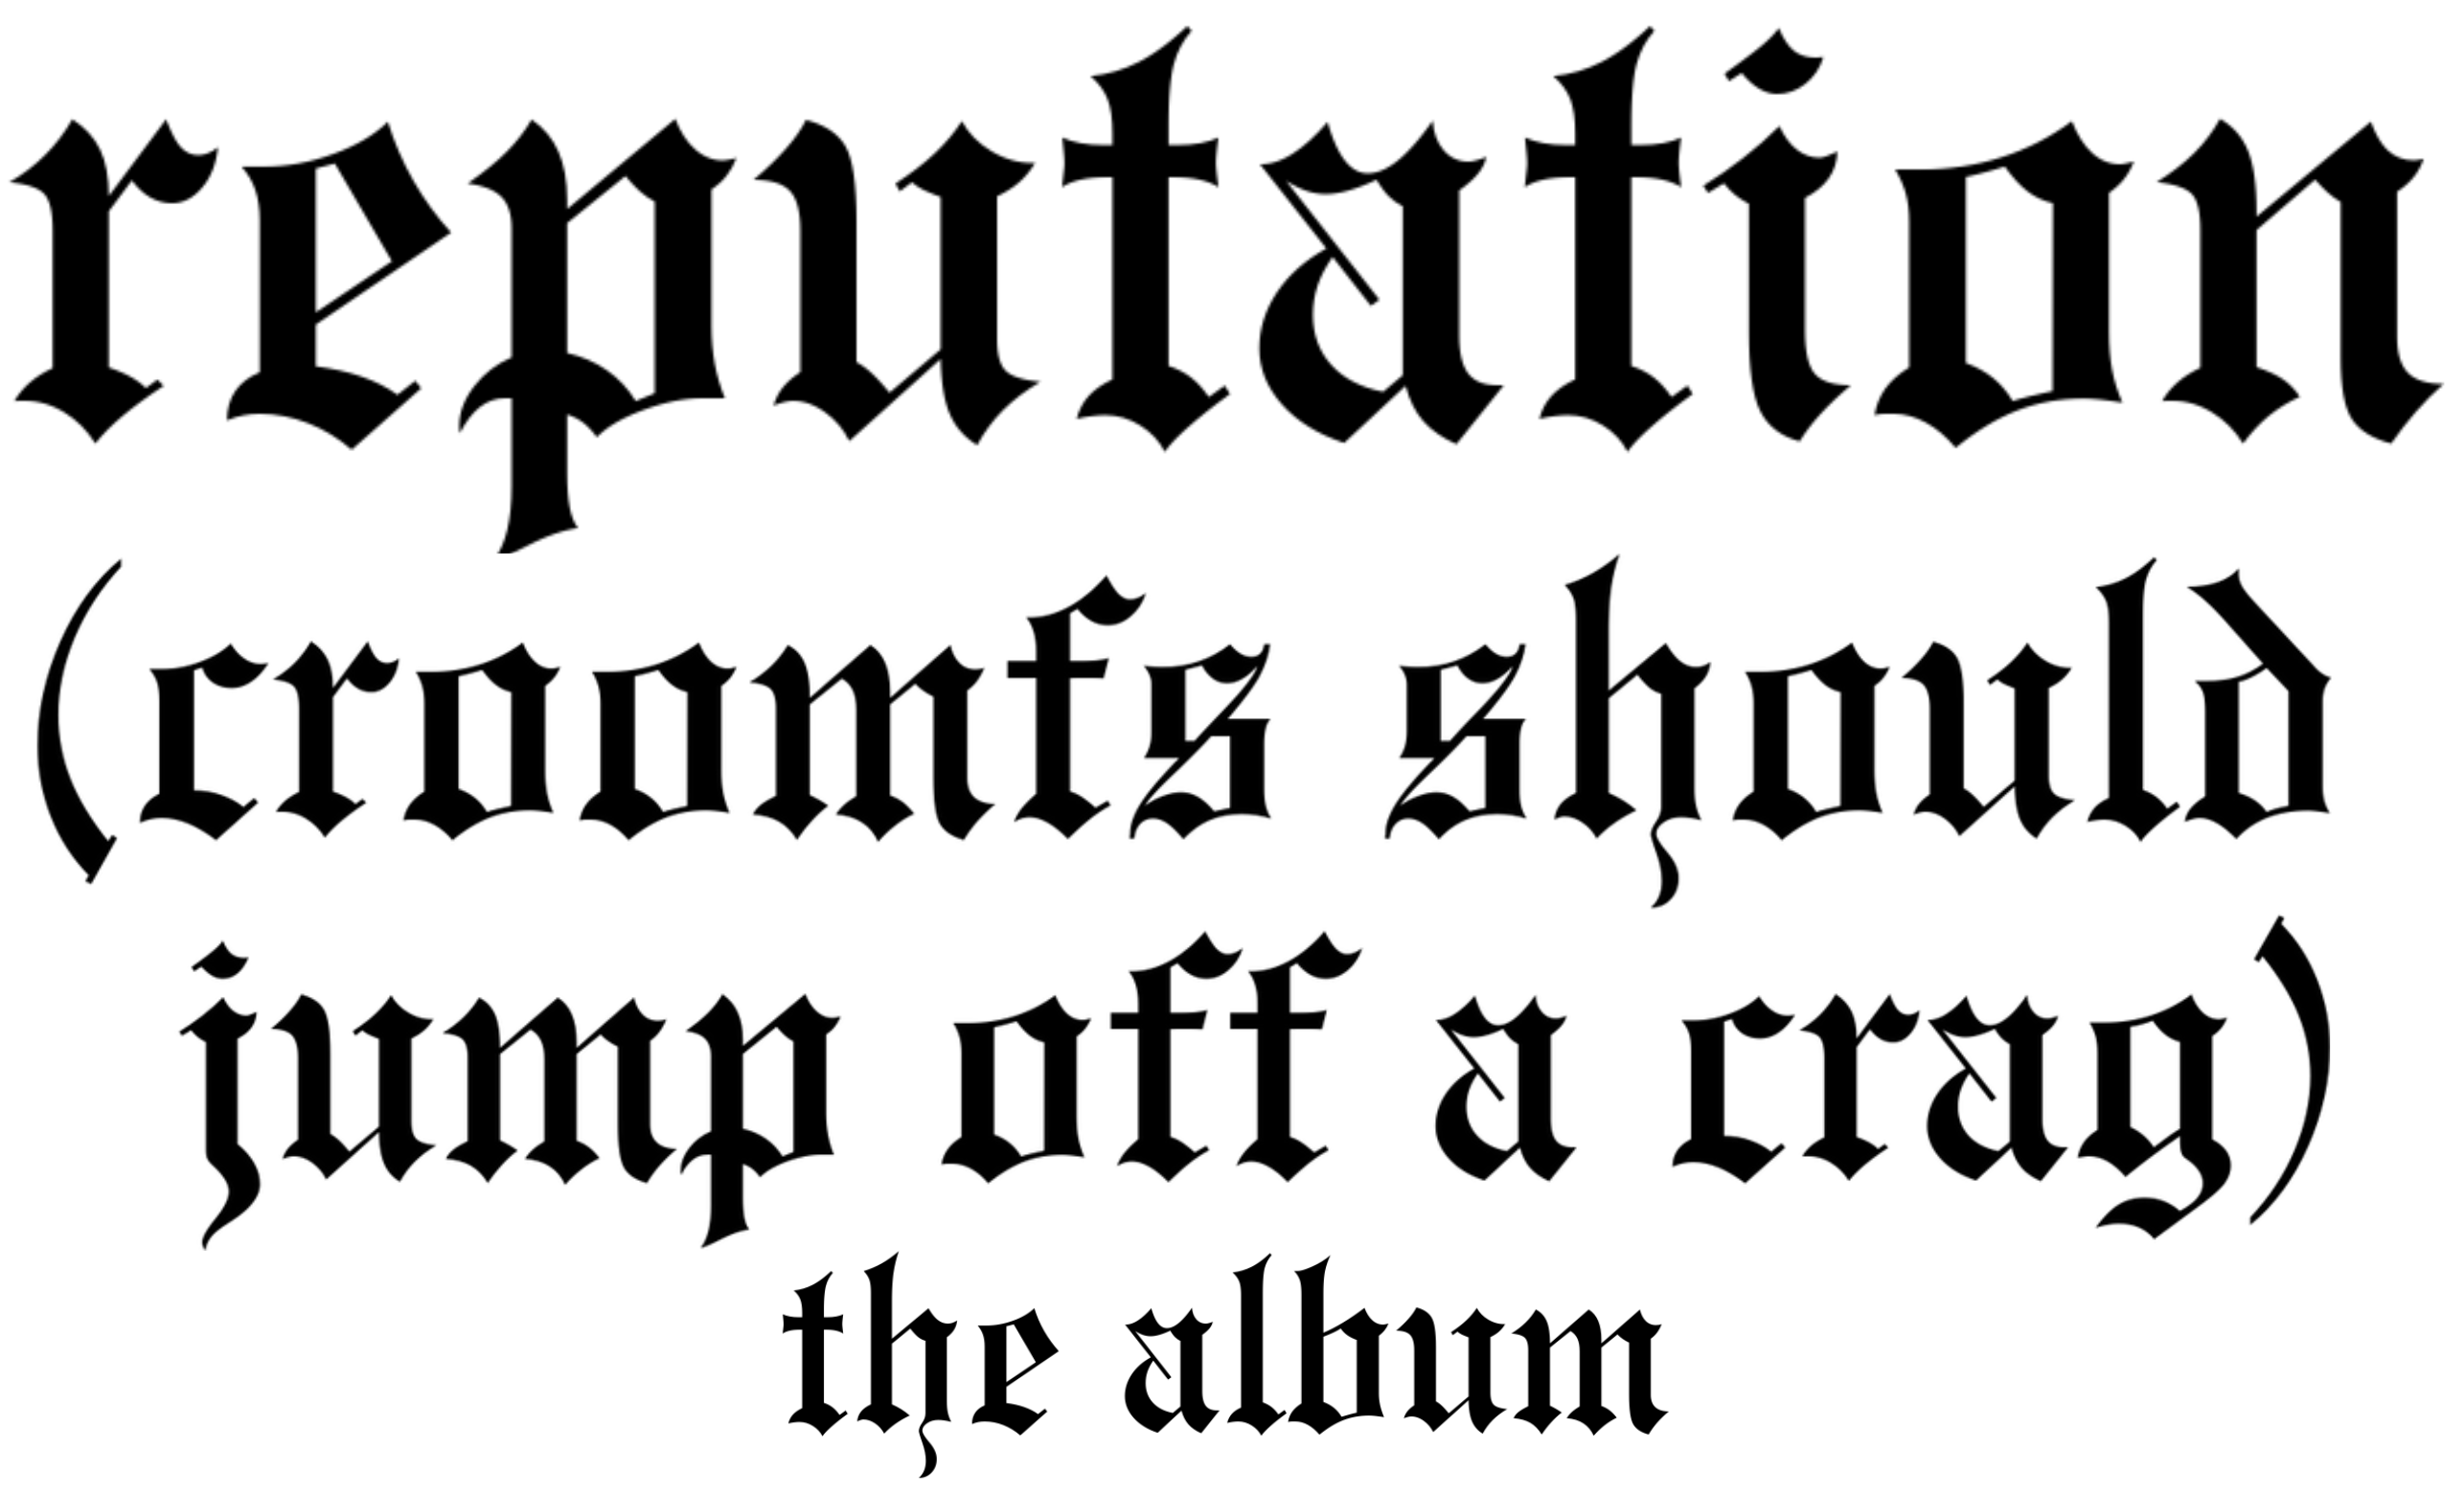 reputation
(croomfs should
jump off a crag)
the album